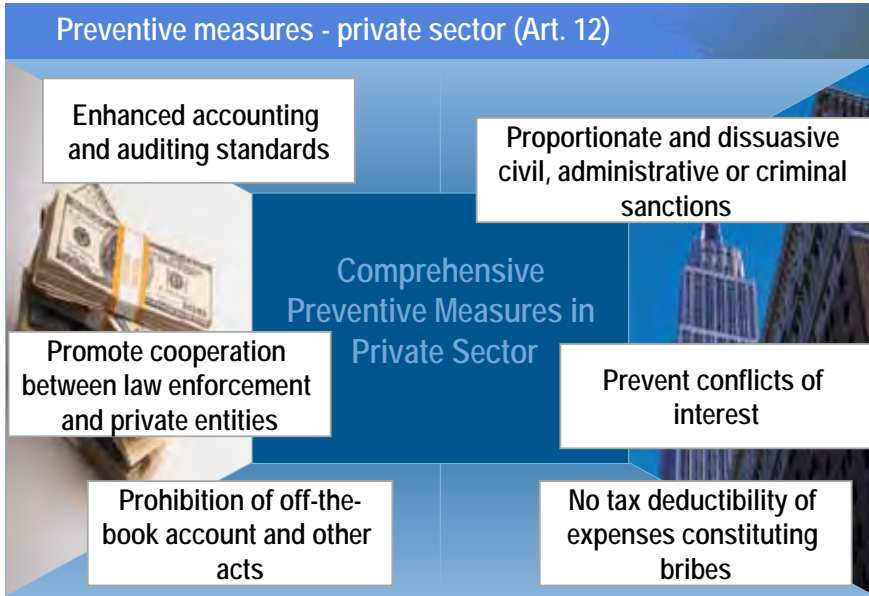 Preventive measures - private sector (Art. 12)
Enhanced accounting
and auditing standards
Proportionate and dissuasive
civil, administrative or criminal
sanctions
Comprehensive
Preventive Measures in
Private Sector
Promote cooperation
between law enforcement
and private entities
Prevent conflicts of
interest
Prohibition of off-the-
book account and other
acts
No tax deductibility of
expenses constituting
bribes